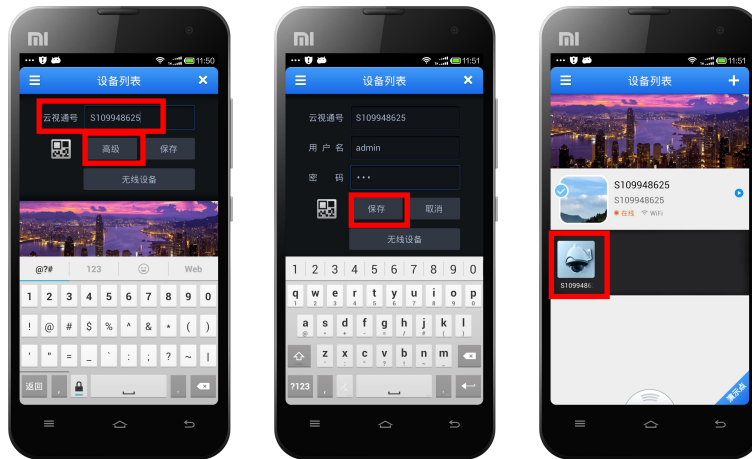 11:50
设备列表
云视通号 S109948625
高级 保存
无线设备
@?# 123 Web
1 2 3 4 5 6 7 8 9 0
! @ # $ % ^ & * ( )
' " = _ ` : ; ? ~ |
返回 , .
11:51
设备列表
云视通号 S109948625
用户名 admin
密码 •••
保存 取消
无线设备
1 2 3 4 5 6 7 8 9 0
q w e r t y u i o p
a s d f g h j k l
z x c v b n m
?123 , .
11:51
设备列表
S109948625
S109948625
在线 WiFi
S1099486
演示点